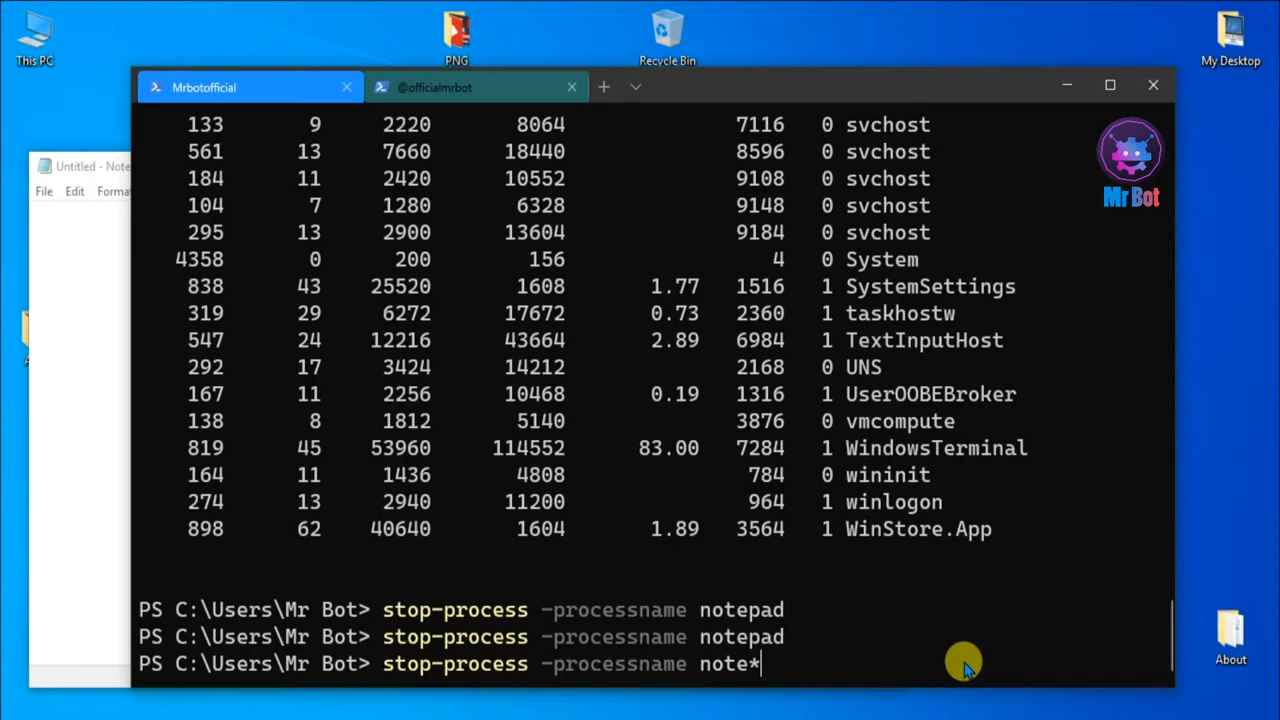 This PC
PNG
Recycle Bin
My Desktop
Mrbotofficial
@officialmrbot
Untitled - Note
File Edit Forma
133 9 2220 8064 7116 0 svchost
561 13 7660 18440 8596 0 svchost
184 11 2420 10552 9108 0 svchost
104 7 1280 6328 9148 0 svchost
295 13 2900 13604 9184 0 svchost
4358 0 200 156 4 0 System
838 43 25520 1608 1.77 1516 1 SystemSettings
319 29 6272 17672 0.73 2360 1 taskhostw
547 24 12216 43664 2.89 6984 1 TextInputHost
292 17 3424 14212 2168 0 UNS
167 11 2256 10468 0.19 1316 1 UserOOBEBroker
138 8 1812 5140 3876 0 vmcompute
819 45 53960 114552 83.00 7284 1 WindowsTerminal
164 11 1436 4808 784 0 wininit
274 13 2940 11200 964 1 winlogon
898 62 40640 1604 1.89 3564 1 WinStore.App
PS C:\Users\Mr Bot> stop-process -processname notepad
PS C:\Users\Mr Bot> stop-process -processname notepad
PS C:\Users\Mr Bot> stop-process -processname note*
Mr Bot
About